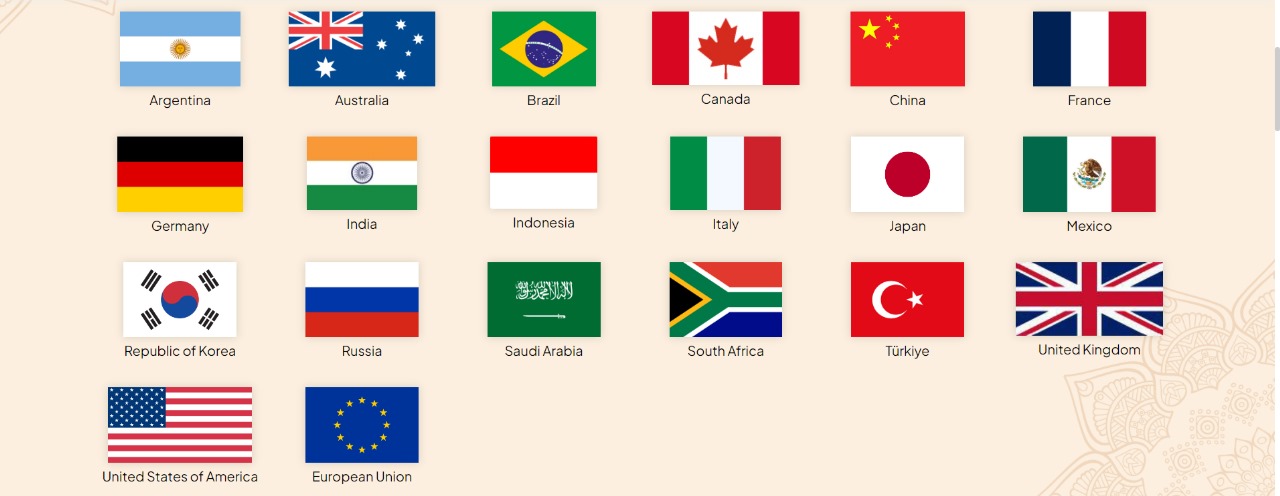 Argentina
Australia
Brazil
Canada
China
France
Germany
India
Indonesia
Italy
Japan
Mexico
Republic of Korea
Russia
Saudi Arabia
South Africa
Türkiye
United Kingdom
United States of America
European Union